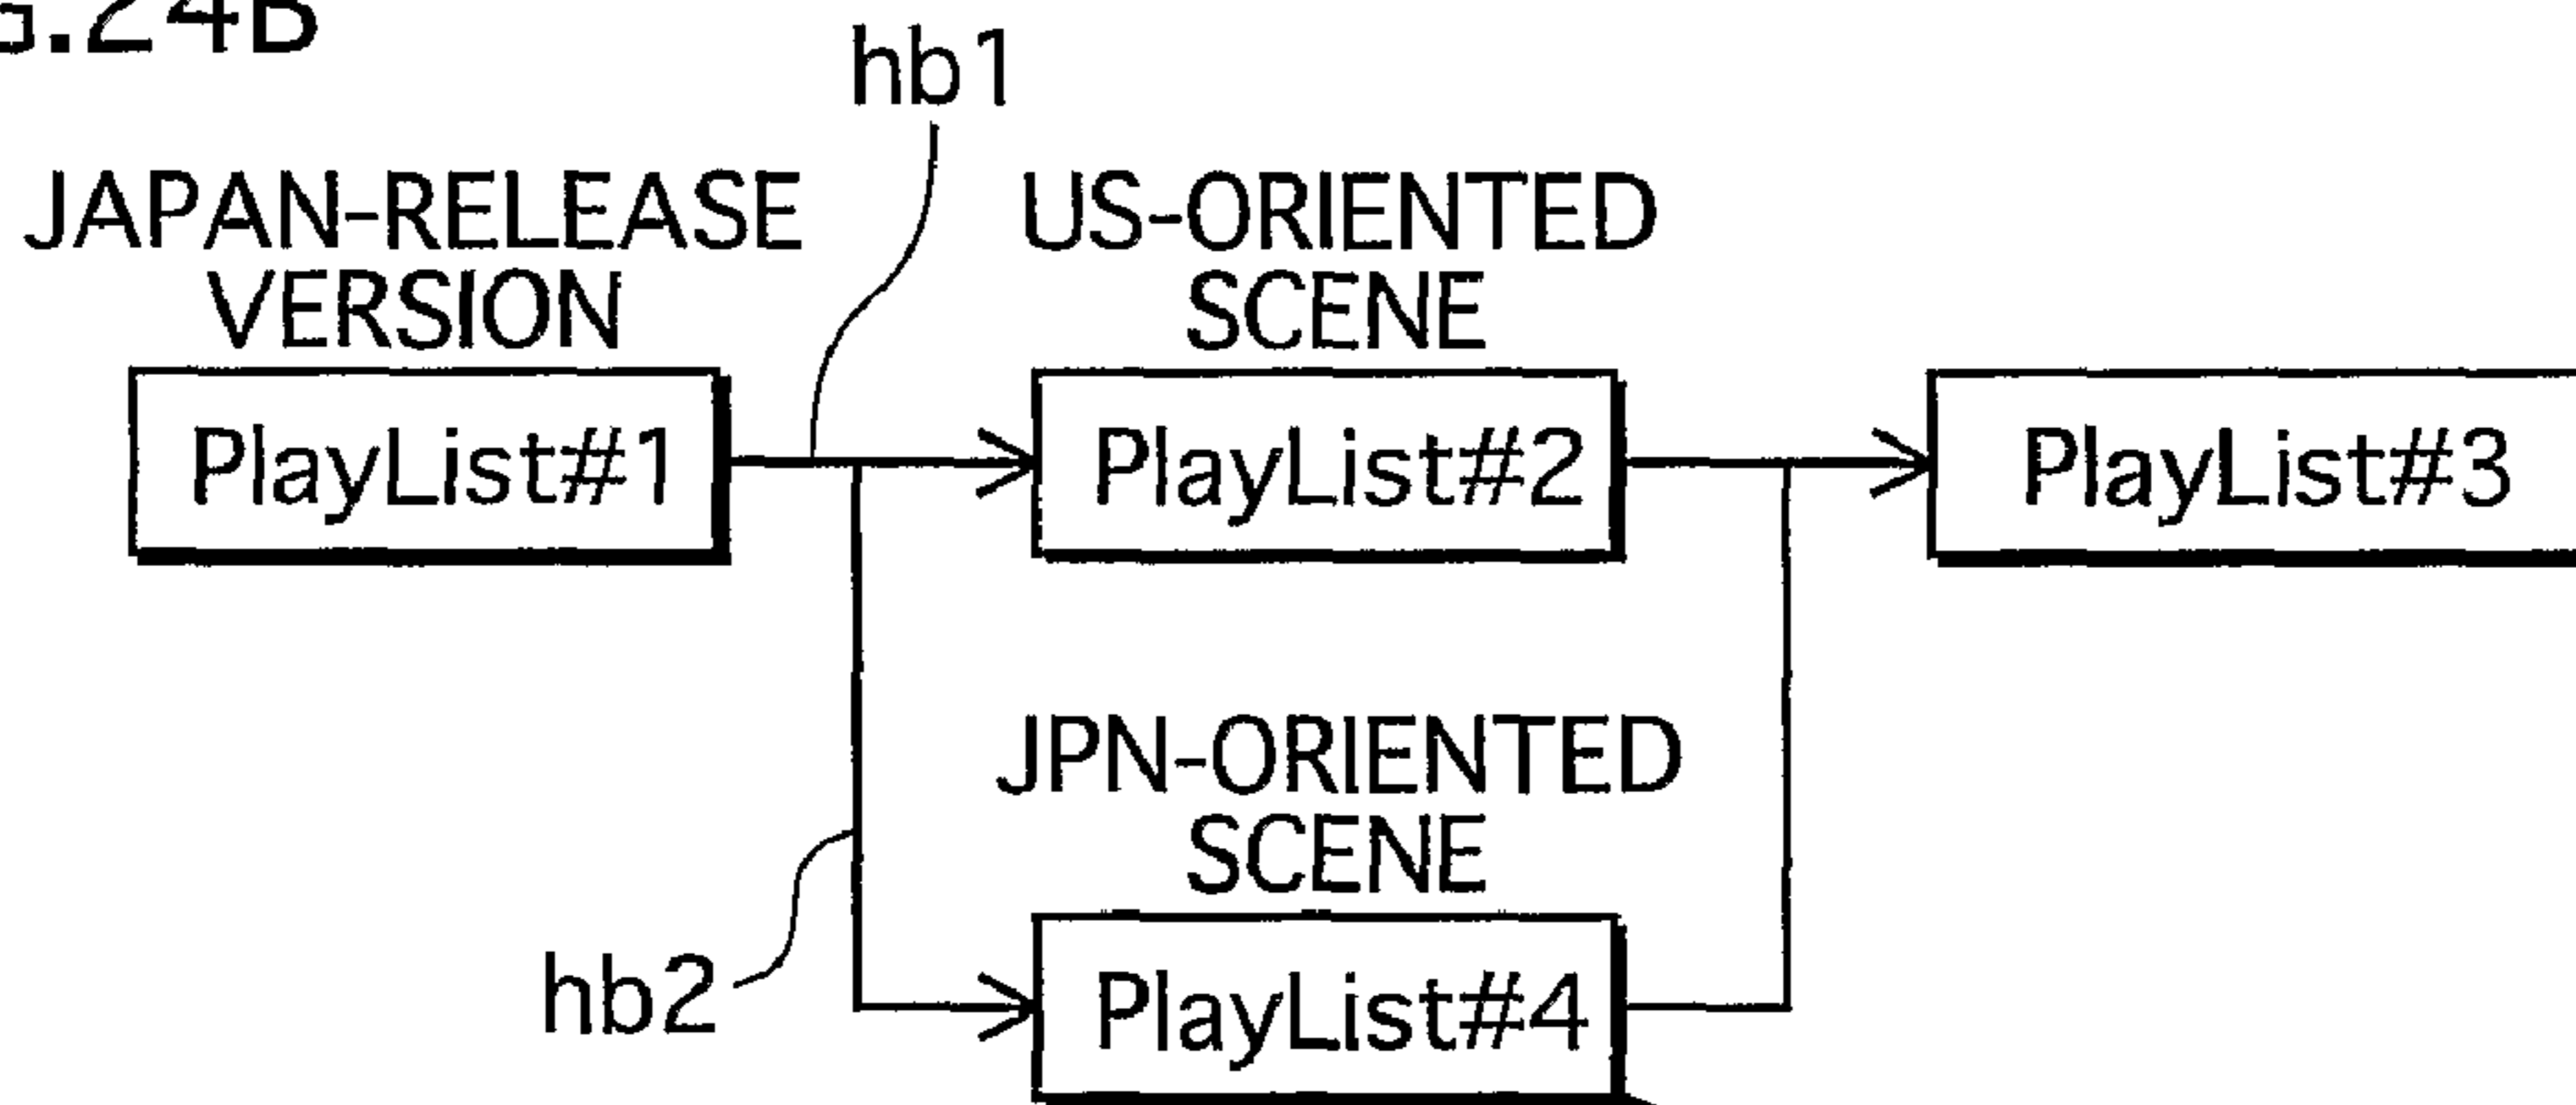 .24B
hb1
JAPAN-RELEASE
VERSION
US-ORIENTED
SCENE
PlayList#1
PlayList#2
PlayList#3
JPN-ORIENTED
SCENE
hb2
PlayList#4